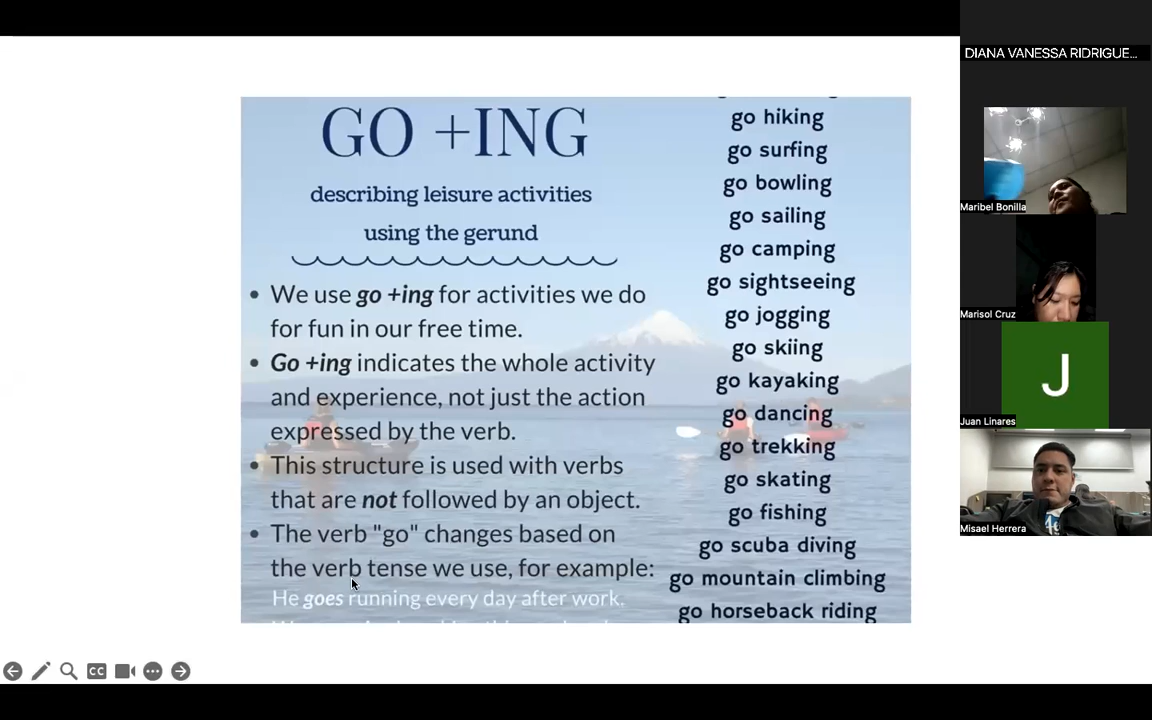 GO +ING
describing leisure activities
using the gerund
• We use go +ing for activities we do
for fun in our free time.
• Go +ing indicates the whole activity
and experience, not just the action
expressed by the verb.
• This structure is used with verbs
that are not followed by an object.
• The verb "go" changes based on
the verb tense we use, for example:
He goes running every day after work.
go hiking
go surfing
go bowling
go sailing
go camping
go sightseeing
go jogging
go skiing
go kayaking
go dancing
go trekking
go skating
go fishing
go scuba diving
go mountain climbing
go horseback riding
DIANA VANESSA RIDRIGUE...
Maribel Bonilla
Marisol Cruz
J
Juan Linares
Misael Herrera
CC